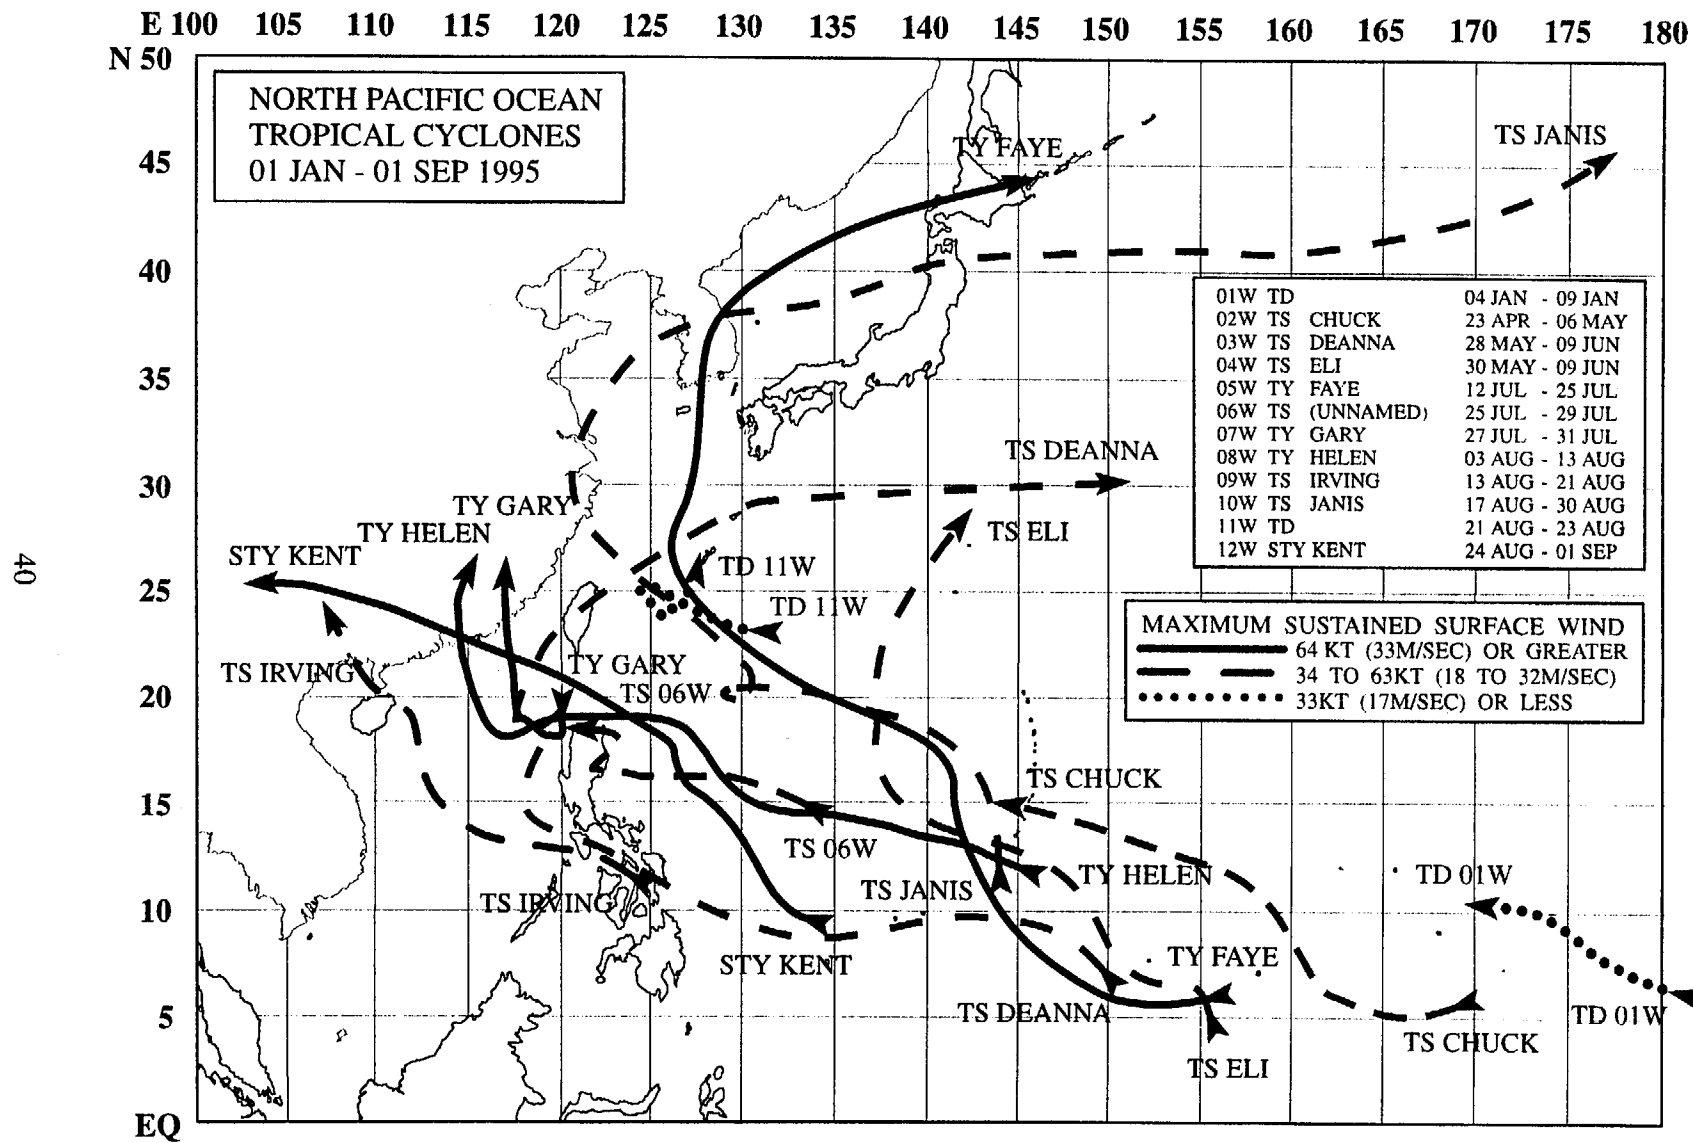 E 100 105 110 115 120 125 130 135 140 145 150 155 160 165 170 175 180
N 50
NORTH PACIFIC OCEAN
TROPICAL CYCLONES
01 JAN - 01 SEP 1995
TY FAYE
TS JANIS
45
40
01W TD 04 JAN - 09 JAN
02W TS CHUCK 23 APR - 06 MAY
03W TS DEANNA 28 MAY - 09 JUN
04W TS ELI 30 MAY - 09 JUN
05W TY FAYE 12 JUL - 25 JUL
06W TS (UNNAMED) 25 JUL - 29 JUL
07W TY GARY 27 JUL - 31 JUL
08W TY HELEN 03 AUG - 13 AUG
09W TS IRVING 13 AUG - 21 AUG
10W TS JANIS 17 AUG - 30 AUG
11W TD 21 AUG - 23 AUG
12W STY KENT 24 AUG - 01 SEP
35
TS DEANNA
30
TY GARY
TY HELEN
TS ELI
STY KENT
TD 11W
25
TD 11W
40
MAXIMUM SUSTAINED SURFACE WIND
64 KT (33M/SEC) OR GREATER
34 TO 63KT (18 TO 32M/SEC)
33KT (17M/SEC) OR LESS
TS IRVING
TY GARY
TS 06W
20
TS CHUCK
15
TS 06W
TS JANIS
TY HELEN
TD 01W
TS IRVING
10
STY KENT
TY FAYE
TS DEANNA
5
TD 01W
TS CHUCK
TS ELI
EQ